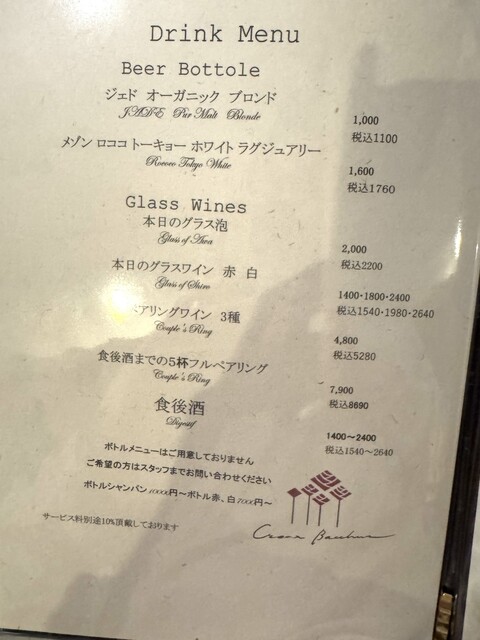 Drink Menu
Beer Bottole
ジェド オーガニック ブロンド
JADE Pur Malt Blonde
1,000
税込1100
メゾン ロココ トーキョー ホワイト ラグジュアリー
Rococo Tokyo White
1,600
税込1760
Glass Wines
本日のグラス泡
Glass of Awa
2,000
税込2200
本日のグラスワイン 赤 白
Glass of Shiro
1400・1800・2400
税込1540・1980・2640
アリングワイン 3種
Couple's Ring
4,800
税込5280
食後酒までの5杯フルペアリング
Couple's Ring
7,900
税込8690
食後酒
Digesif
1400〜2400
税込1540〜2640
ボトルメニューはご用意しておりません
ご希望の方はスタッフまでお問い合わせください
ボトルシャンパン 10000円〜ボトル赤、白 7000円〜
サービス料別途10%頂戴しております